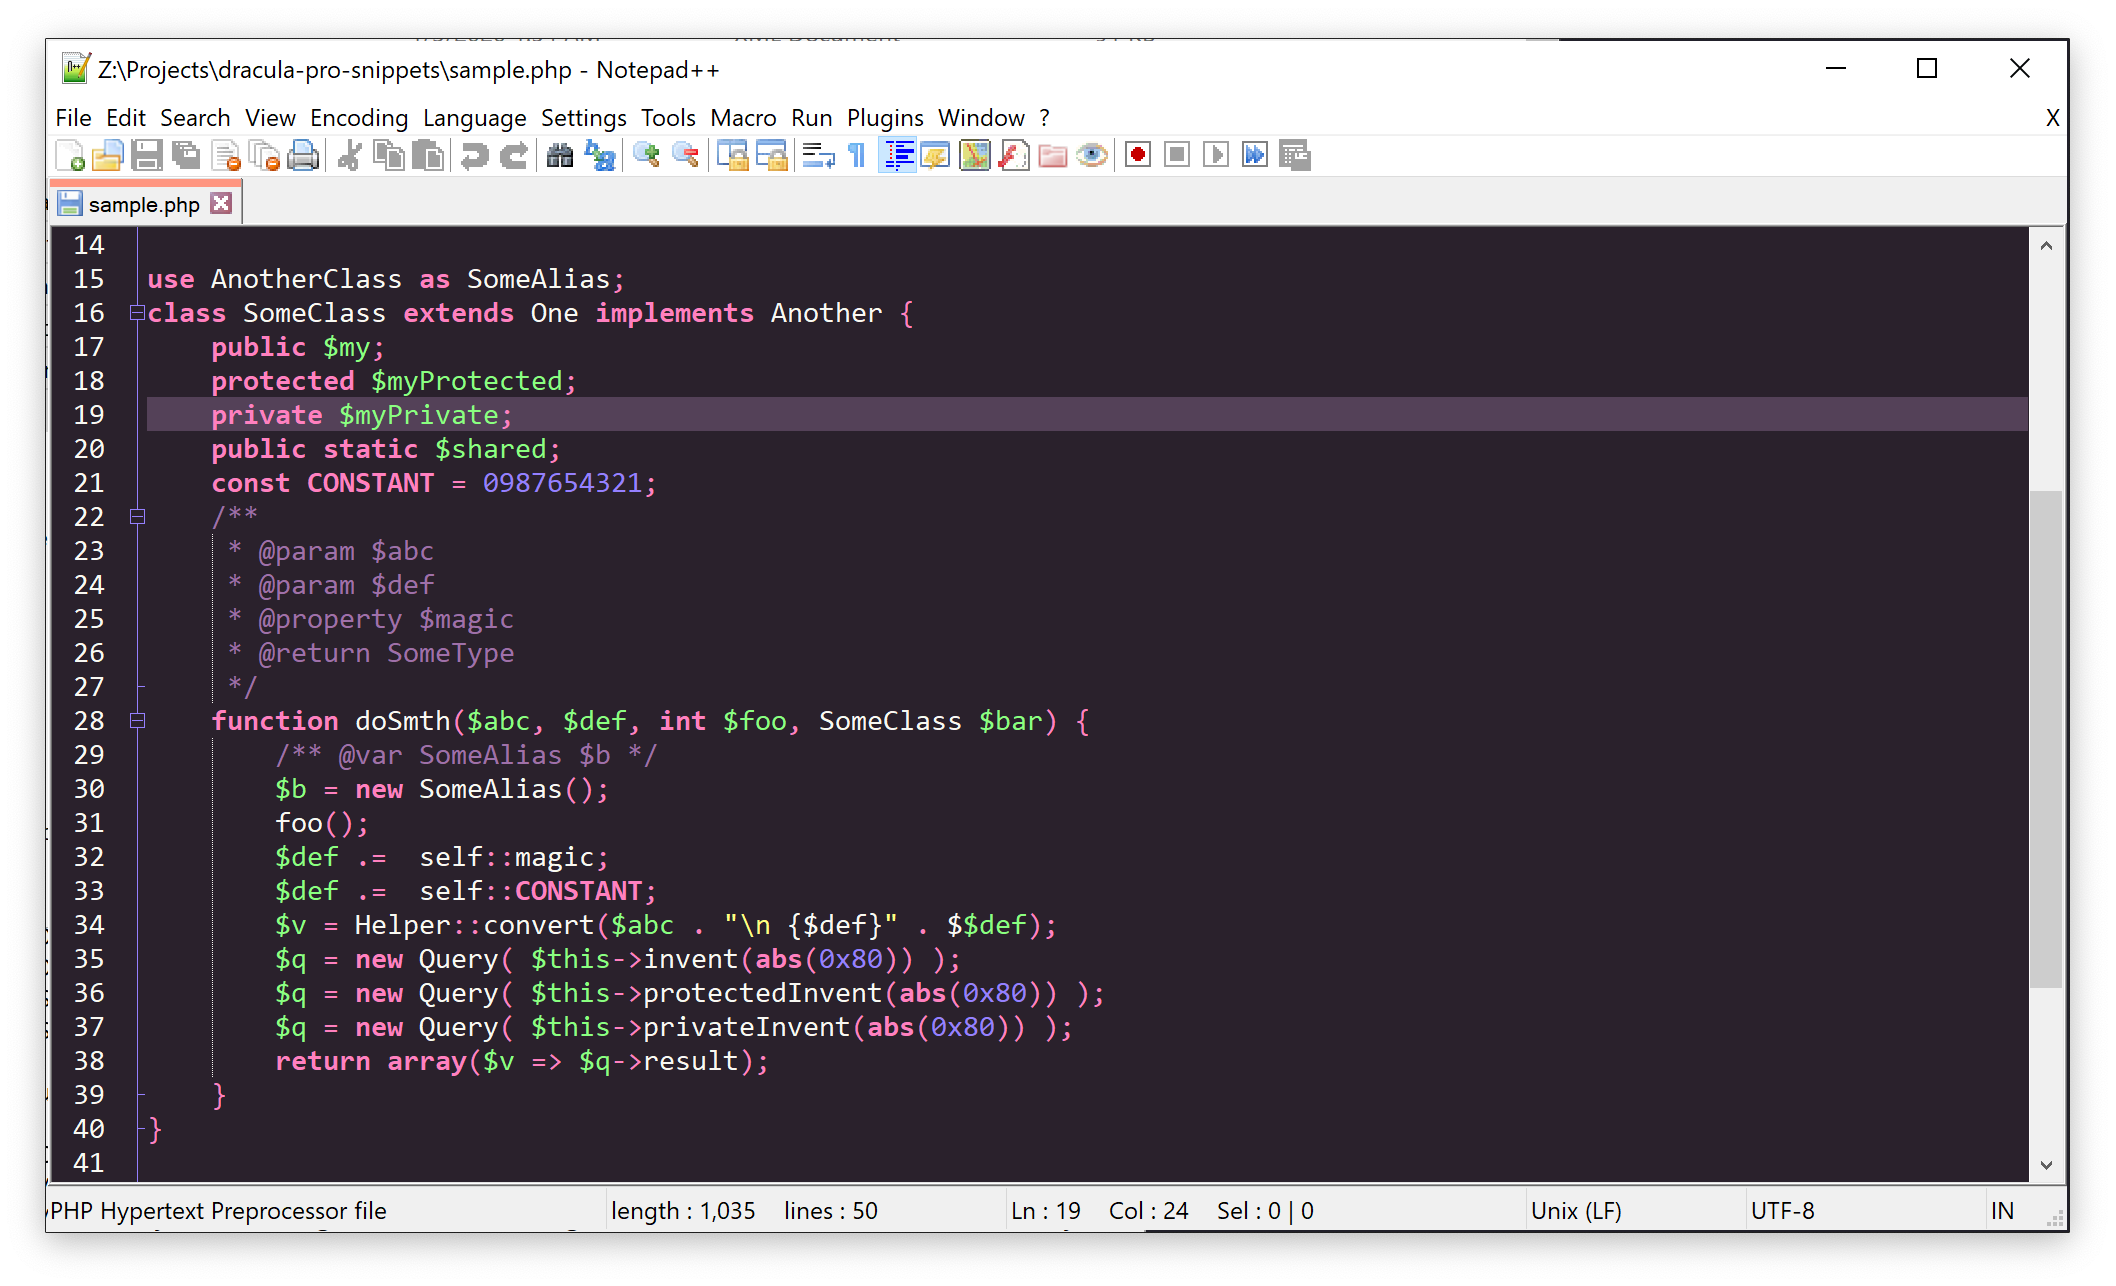 Z:\Projects\dracula-pro-snippets\sample.php - Notepad++
File Edit Search View Encoding Language Settings Tools Macro Run Plugins Window ? X
sample.php
14
15 use AnotherClass as SomeAlias;
16 class SomeClass extends One implements Another {
17     public $my;
18     protected $myProtected;
19     private $myPrivate;
20     public static $shared;
21     const CONSTANT = 0987654321;
22     /**
23      * @param $abc
24      * @param $def
25      * @property $magic
26      * @return SomeType
27      */
28     function doSmth($abc, $def, int $foo, SomeClass $bar) {
29         /** @var SomeAlias $b */
30         $b = new SomeAlias();
31         foo();
32         $def .=  self::magic;
33         $def .=  self::CONSTANT;
34         $v = Helper::convert($abc . "\n {$def}" . $$def);
35         $q = new Query( $this->invent(abs(0x80)) );
36         $q = new Query( $this->protectedInvent(abs(0x80)) );
37         $q = new Query( $this->privateInvent(abs(0x80)) );
38         return array($v => $q->result);
39     }
40 }
41
PHP Hypertext Preprocessor file length : 1,035 lines : 50 Ln : 19 Col : 24 Sel : 0 | 0 Unix (LF) UTF-8 IN